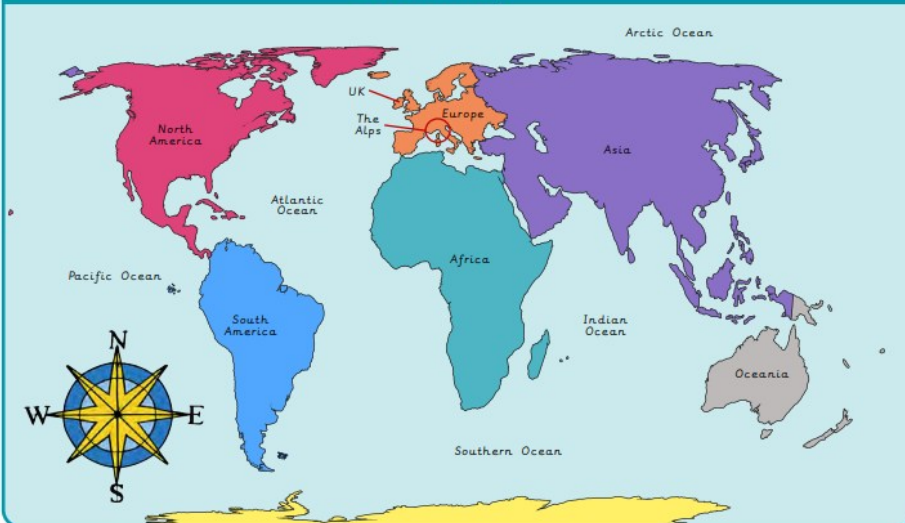 Arctic Ocean
UK
Europe
The
Alps
North
America
Asia
Atlantic
Ocean
Africa
Pacific Ocean
South
America
Indian
Ocean
Oceania
N
W
E
S
Southern Ocean